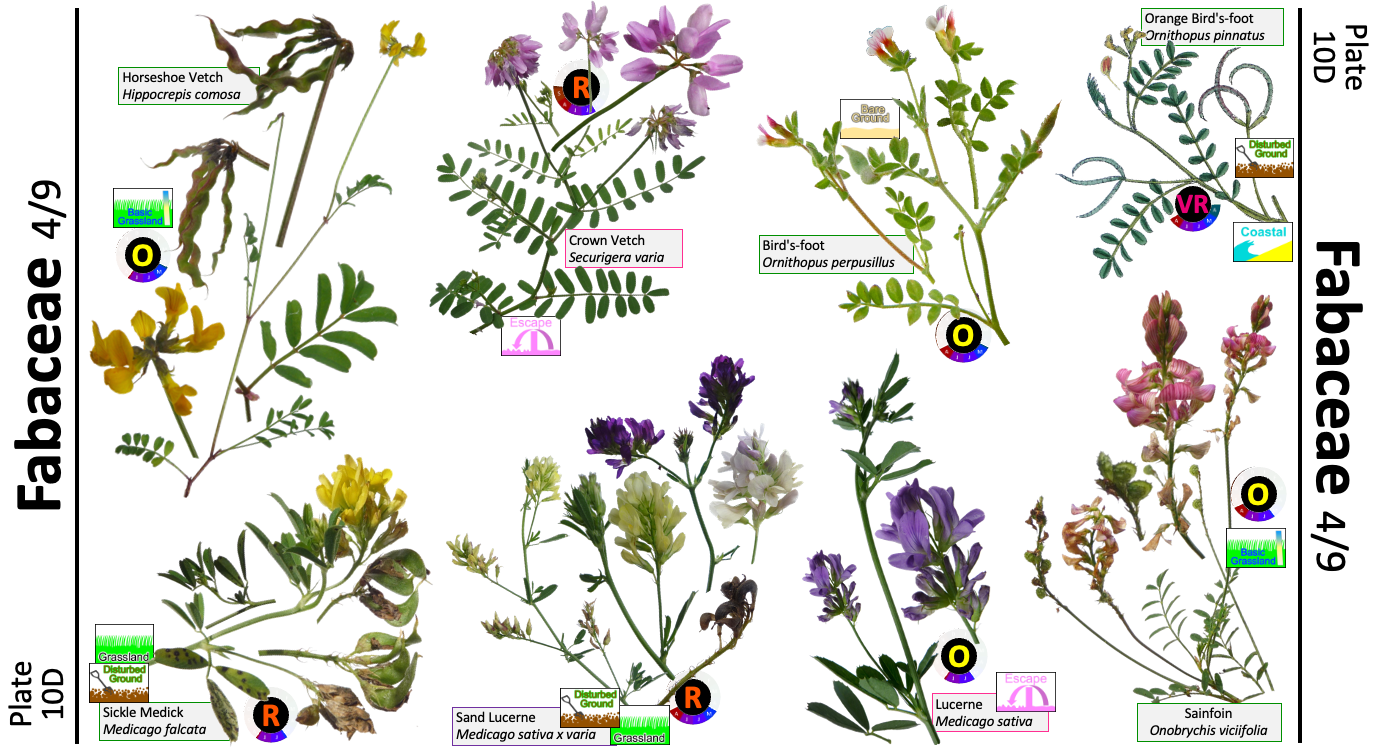 Fabaceae 4/9
Plate
10D
Horseshoe Vetch
Hippocrepis comosa
Basic
Grassland
O
R
Crown Vetch
Securigera varia
Escape
Bare
Ground
Bird's-foot
Ornithopus perpusillus
O
Orange Bird's-foot
Ornithopus pinnatus
Disturbed
Ground
VR
Coastal
Grassland
Disturbed
Ground
Sickle Medick
Medicago falcata
R
Sand Lucerne
Medicago sativa x varia
Disturbed
Ground
Grassland
R
O
Escape
Lucerne
Medicago sativa
O
Basic
Grassland
Sainfoin
Onobrychis viciifolia
Plate
10D
Fabaceae 4/9